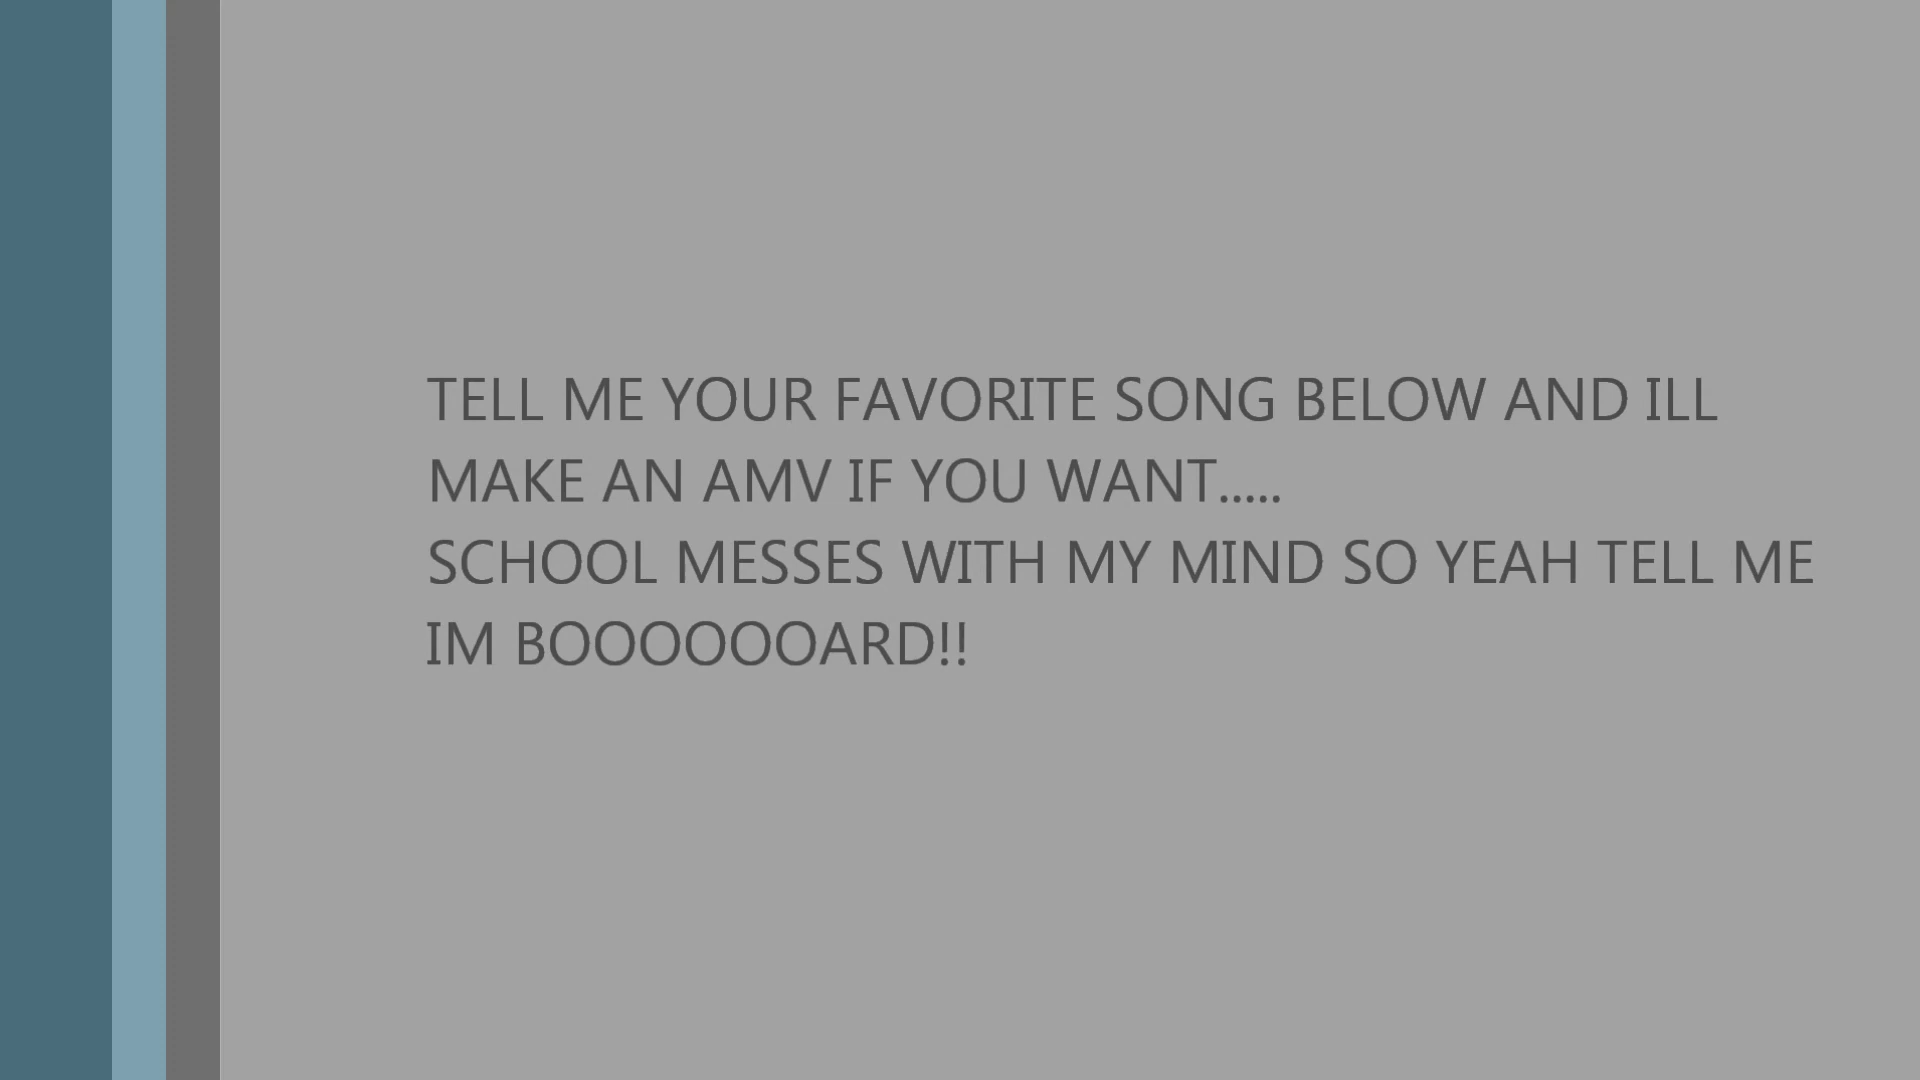 TELL ME YOUR FAVORITE SONG BELOW AND ILL
MAKE AN AMV IF YOU WANT.....
SCHOOL MESSES WITH MY MIND SO YEAH TELL ME
IM BOOOOOOARD!!